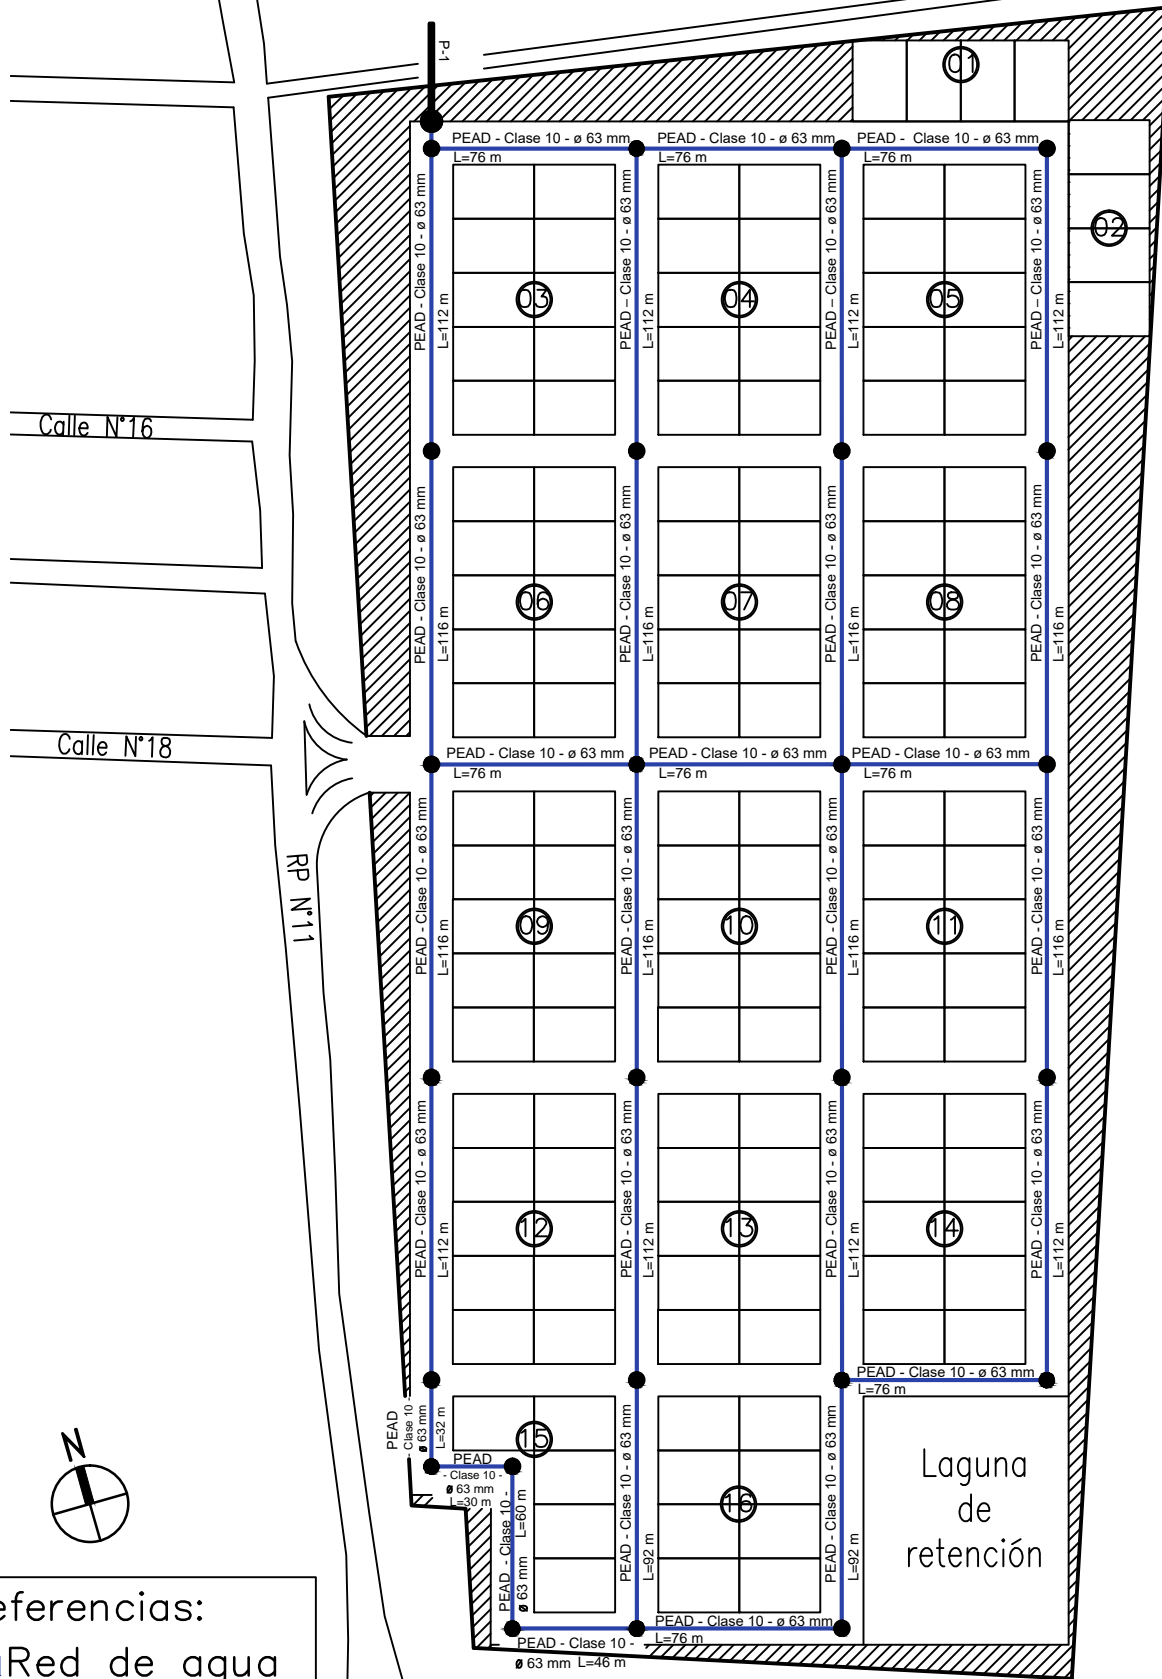 P-1
01
PEAD - Clase 10 - ø 63 mm
PEAD - Clase 10 - ø 63 mm
PEAD - Clase 10 - ø 63 mm
L=76 m
L=76 m
L=76 m
02
PEAD - Clase 10 - ø 63 mm
L=112 m
PEAD – Clase 10 - ø 63 mm
L=112 m
PEAD – Clase 10 - ø 63 mm
L=112 m
PEAD – Clase 10 - ø 63 mm
L=112 m
03
04
05
Calle N°16
PEAD - Clase 10 - ø 63 mm
L=116 m
PEAD - Clase 10 - ø 63 mm
L=116 m
PEAD - Clase 10 - ø 63 mm
L=116 m
PEAD - Clase 10 - ø 63 mm
L=116 m
06
07
08
Calle N°18
PEAD - Clase 10 - ø 63 mm
PEAD - Clase 10 - ø 63 mm
PEAD - Clase 10 - ø 63 mm
L=76 m
L=76 m
L=76 m
RP N°11
PEAD - Clase 10 - ø 63 mm
L=116 m
PEAD - Clase 10 - ø 63 mm
L=116 m
PEAD - Clase 10 - ø 63 mm
L=116 m
PEAD - Clase 10 - ø 63 mm
L=116 m
09
10
11
PEAD - Clase 10 - ø 63 mm
L=112 m
PEAD - Clase 10 - ø 63 mm
L=112 m
PEAD - Clase 10 - ø 63 mm
L=112 m
PEAD - Clase 10 - ø 63 mm
L=112 m
12
13
14
PEAD - Clase 10 - ø 63 mm
L=76 m
PEAD
- Clase 10 -
ø 63 mm
L=32 m
15
PEAD
- Clase 10 -
ø 63 mm
L=30 m
PEAD - Clase 10 -
ø 63 mm
L=60 m
PEAD - Clase 10 - ø 63 mm
L=92 m
16
PEAD - Clase 10 - ø 63 mm
L=92 m
Laguna
de
retención
N
PEAD - Clase 10 - ø 63 mm
L=76 m
PEAD - Clase 10 -
ø 63 mm L=46 m
eferencias:
Red de agua